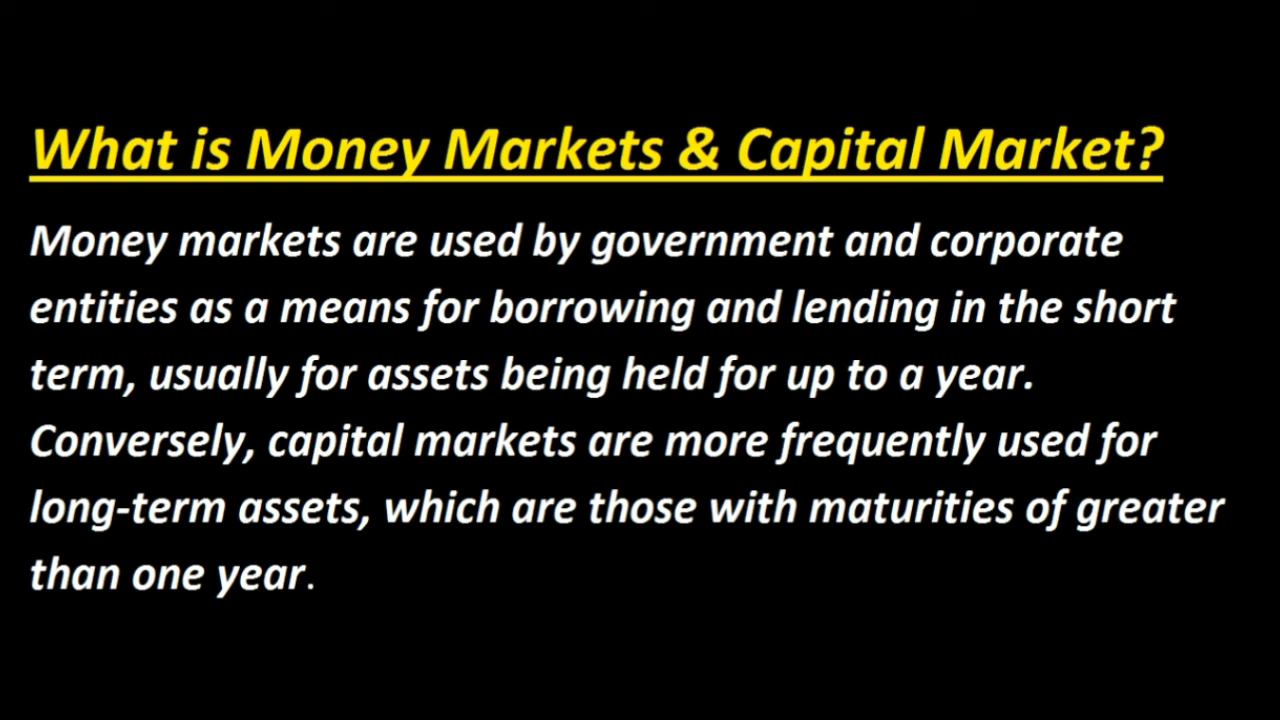 What is Money Markets & Capital Market?
Money markets are used by government and corporate
entities as a means for borrowing and lending in the short
term, usually for assets being held for up to a year.
Conversely, capital markets are more frequently used for
long-term assets, which are those with maturities of greater
than one year.